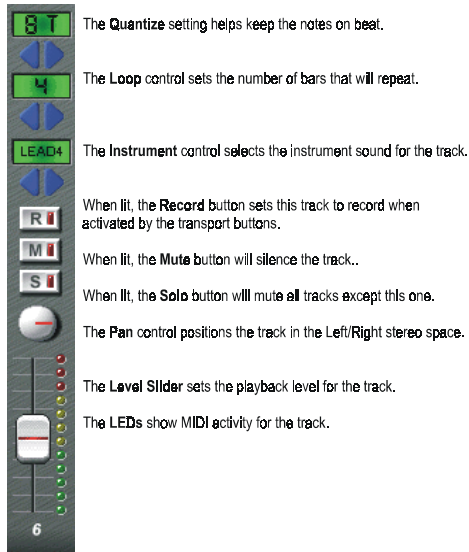 8 T
The Quantize setting helps keep the notes on beat.
4
The Loop control sets the number of bars that will repeat.
LEAD4
The Instrument control selects the instrument sound for the track.
R
When lit, the Record button sets this track to record when
activated by the transport buttons.
M
When lit, the Mute button will silence the track..
S
When lit, the Solo button will mute all tracks except this one.
The Pan control positions the track in the Left/Right stereo space.
The Level Slider sets the playback level for the track.
The LEDs show MIDI activity for the track.
6